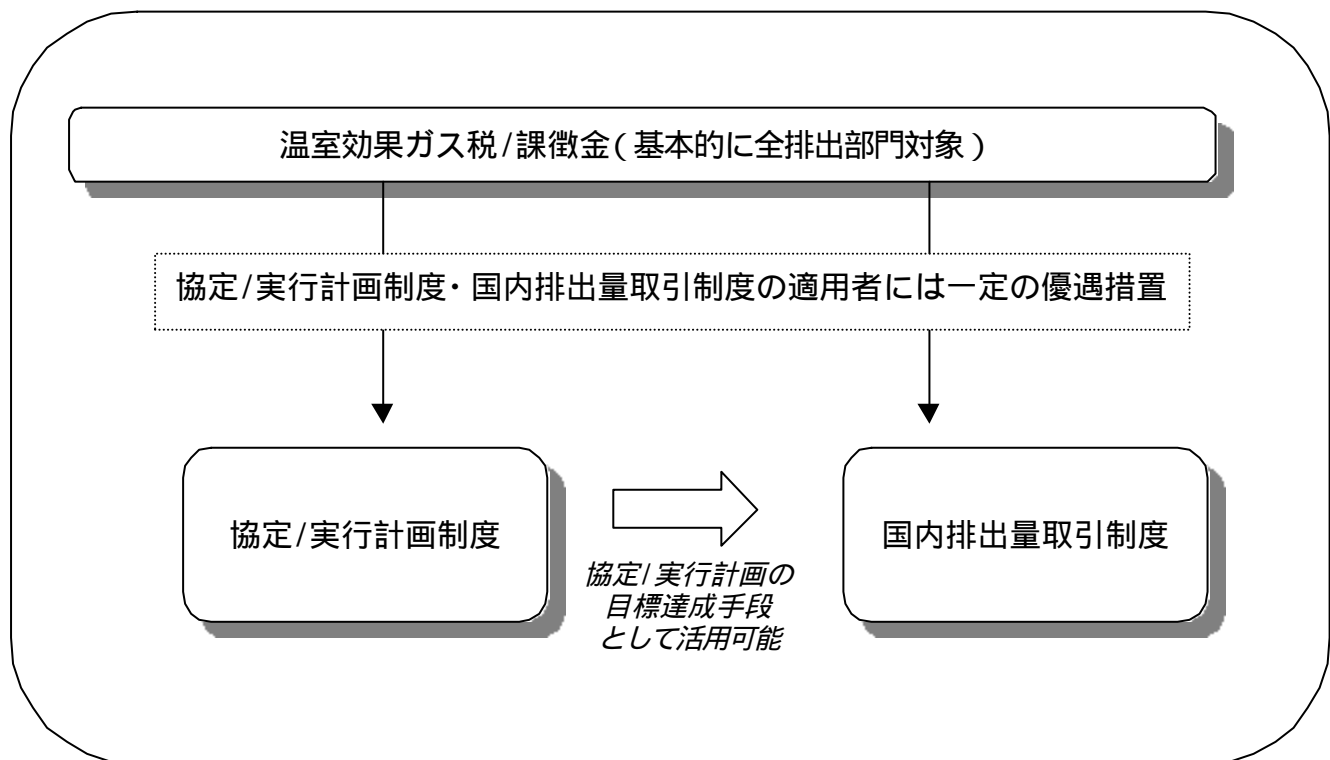 温室効果ガス税/課徴金(基本的に全排出部門対象)
協定/実行計画制度・国内排出量取引制度の適用者には一定の優遇措置
協定/実行計画制度
協定/実行計画の
目標達成手段
として活用可能
国内排出量取引制度